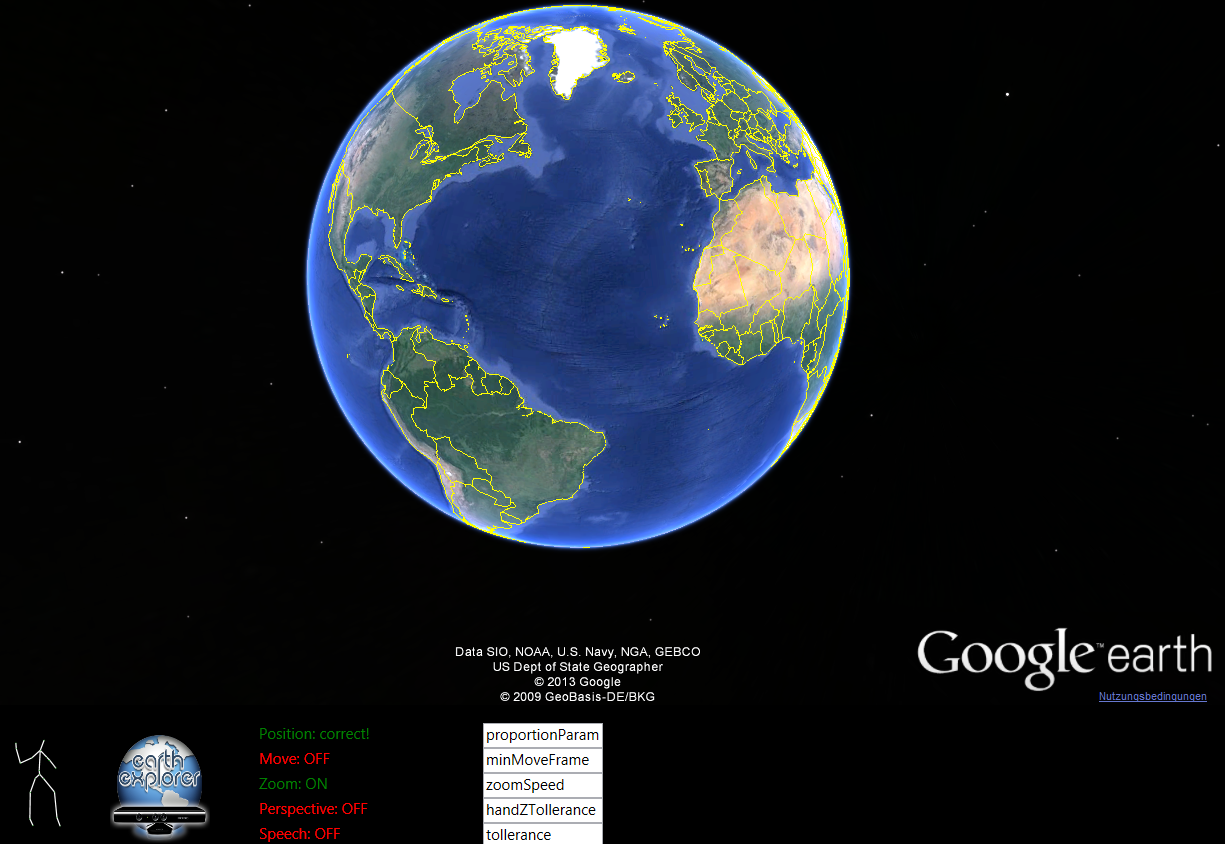 Data SIO, NOAA, U.S. Navy, NGA, GEBCO
US Dept of State Geographer
© 2013 Google
© 2009 GeoBasis-DE/BKG
Google™ earth
Nutzungsbedingungen
earth
explorer
Position: correct!
Move: OFF
Zoom: ON
Perspective: OFF
Speech: OFF
proportionParam
minMoveFrame
zoomSpeed
handZTollerance
tollerance